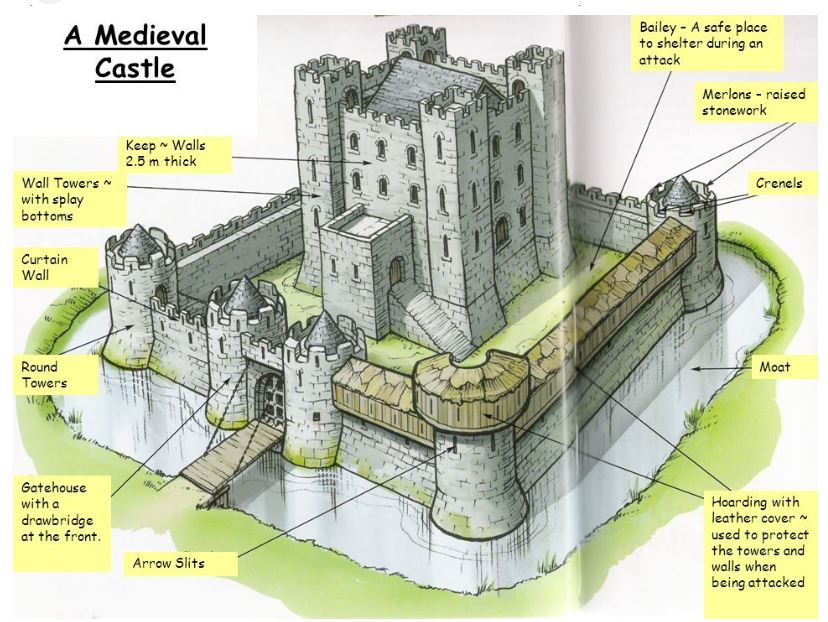 A Medieval
Castle
Bailey – A safe place
to shelter during an
attack
Merlons – raised
stonework
Keep ~ Walls
2.5 m thick
Wall Towers ~
with splay
bottoms
Crenels
Curtain
Wall
Round
Towers
Moat
Gatehouse
with a
drawbridge
at the front.
Arrow Slits
Hoarding with
leather cover ~
used to protect
the towers and
walls when
being attacked